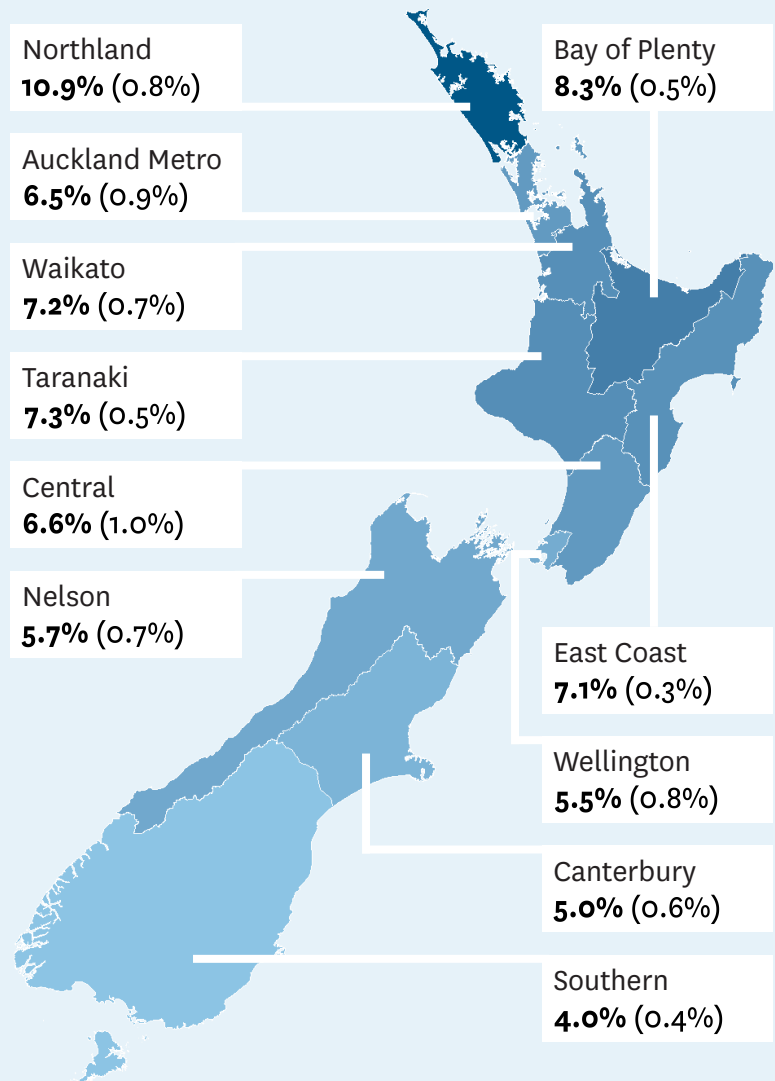 Northland
10.9% (0.8%)
Auckland Metro
6.5% (0.9%)
Waikato
7.2% (0.7%)
Taranaki
7.3% (0.5%)
Central
6.6% (1.0%)
Nelson
5.7% (0.7%)
Bay of Plenty
8.3% (0.5%)
East Coast
7.1% (0.3%)
Wellington
5.5% (0.8%)
Canterbury
5.0% (0.6%)
Southern
4.0% (0.4%)